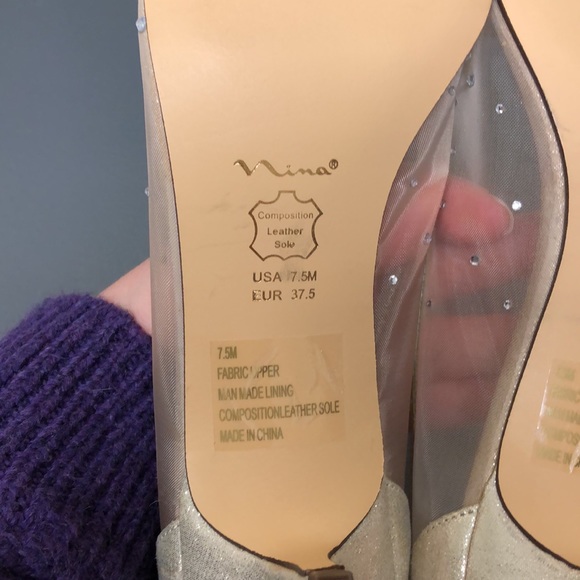 Nina®
Composition
Leather
Sole
USA 7.5M
EUR 37.5
7.5M
FABRIC UPPER
MAN MADE LINING
COMPOSITIONLEATHER SOLE
MADE IN CHINA